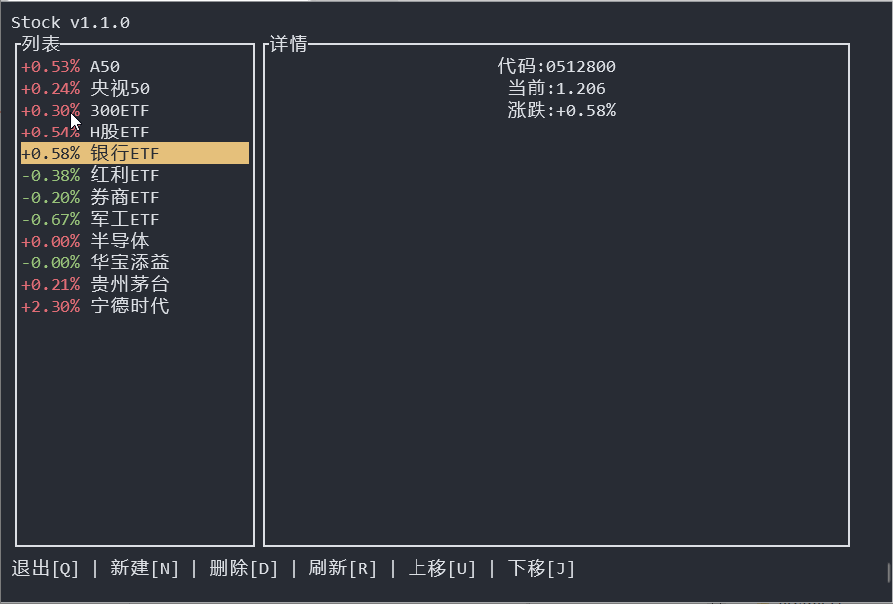 Stock v1.1.0
列表
+0.53% A50
+0.24% 央视50
+0.30% 300ETF
+0.54% H股ETF
+0.58% 银行ETF
-0.38% 红利ETF
-0.20% 券商ETF
-0.67% 军工ETF
+0.00% 半导体
-0.00% 华宝添益
+0.21% 贵州茅台
+2.30% 宁德时代
详情
代码:0512800
当前:1.206
涨跌:+0.58%
退出[Q] | 新建[N] | 删除[D] | 刷新[R] | 上移[U] | 下移[J]